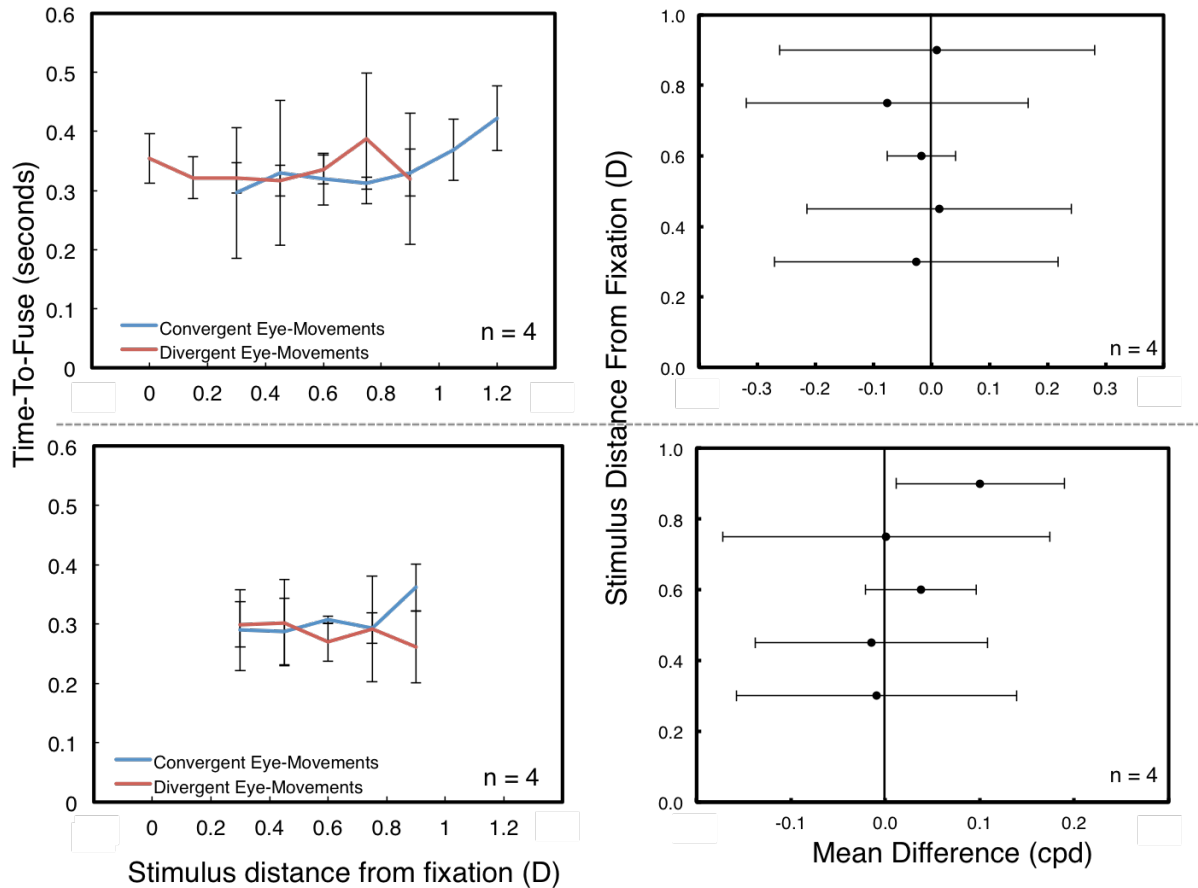 Time-To-Fuse (seconds)
0.6
0.5
0.4
0.3
0.2
0.1
0
Convergent Eye-Movements
Divergent Eye-Movements
n = 4
0 0.2 0.4 0.6 0.8 1 1.2
Stimulus Distance From Fixation (D)
1.0
0.8
0.6
0.4
0.2
0.0
n = 4
-0.3 -0.2 -0.1 0.0 0.1 0.2 0.3
0.6
0.5
0.4
0.3
0.2
0.1
0
Convergent Eye-Movements
Divergent Eye-Movements
n = 4
0 0.2 0.4 0.6 0.8 1 1.2
Stimulus distance from fixation (D)
1.0
0.8
0.6
0.4
0.2
0.0
n = 4
-0.1 0.0 0.1 0.2
Mean Difference (cpd)